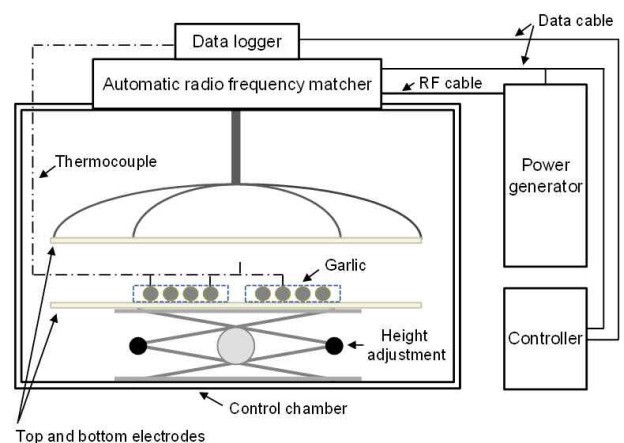 Data logger
Data cable
Automatic radio frequency matcher
RF cable
Thermocouple
Power
generator
Garlic
Height
adjustment
Controller
Control chamber
Top and bottom electrodes